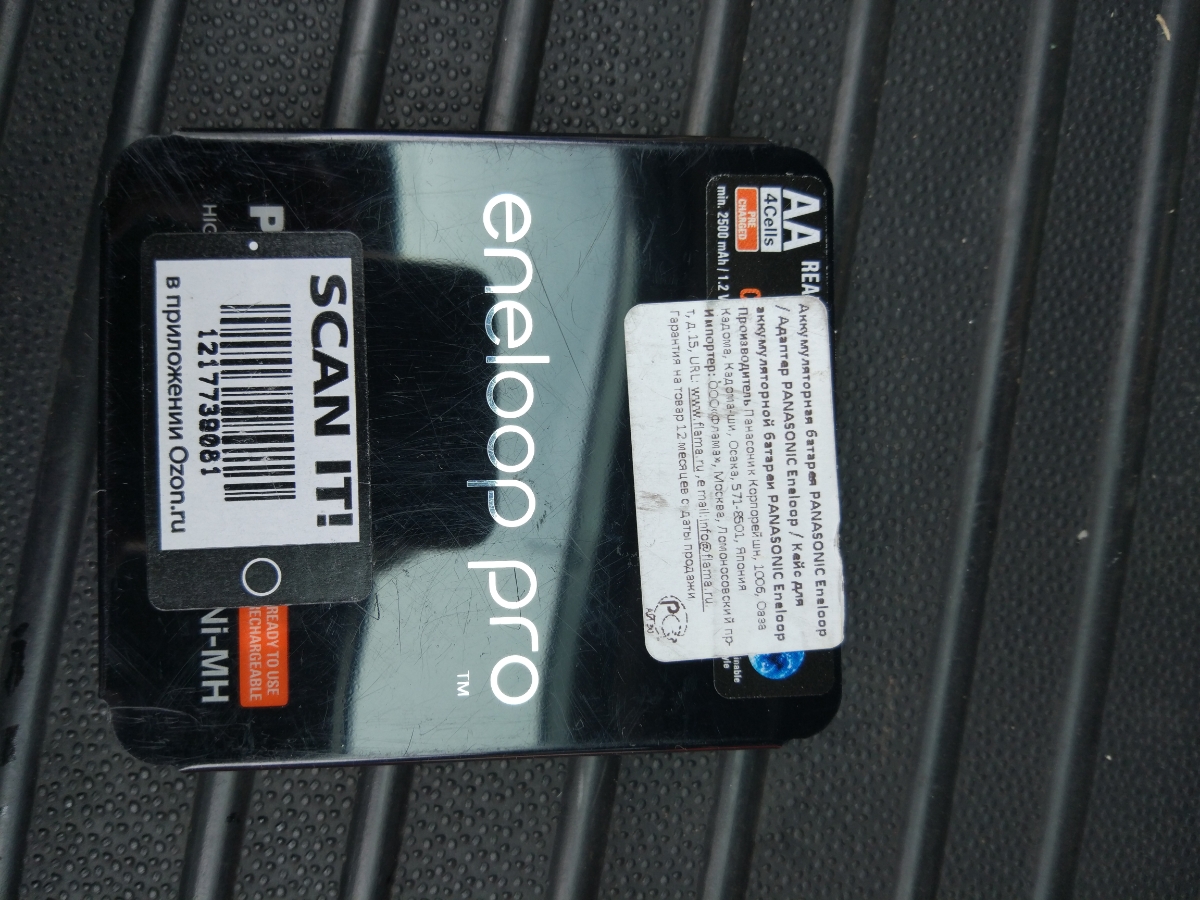 AA
4Cells
PRE
CHARGED
min. 2500 mAh / 1.2 V
Аккумуляторная батарея PANASONIC Eneloop
/ Адаптер PANASONIC Eneloop / Кейс для
аккумуляторной батареи PANASONIC Eneloop
Производитель Панасоник Корпорейшн, 1006, Оаза
Кадома, Кадома-ши, Осака, 571-8501, Япония
Импортер: ООО «Флама», Москва, Ломоносовский пр-
т, д.15, URL: www.flama.ru, e mail: info@flama.ru.
Гарантия на товар 12 месяцев с даты продажи
РС
eneloop pro
TM
SCAN IT!
1217739081
в приложении Ozon.ru
READY TO USE
RECHARGEABLE
Ni-MH